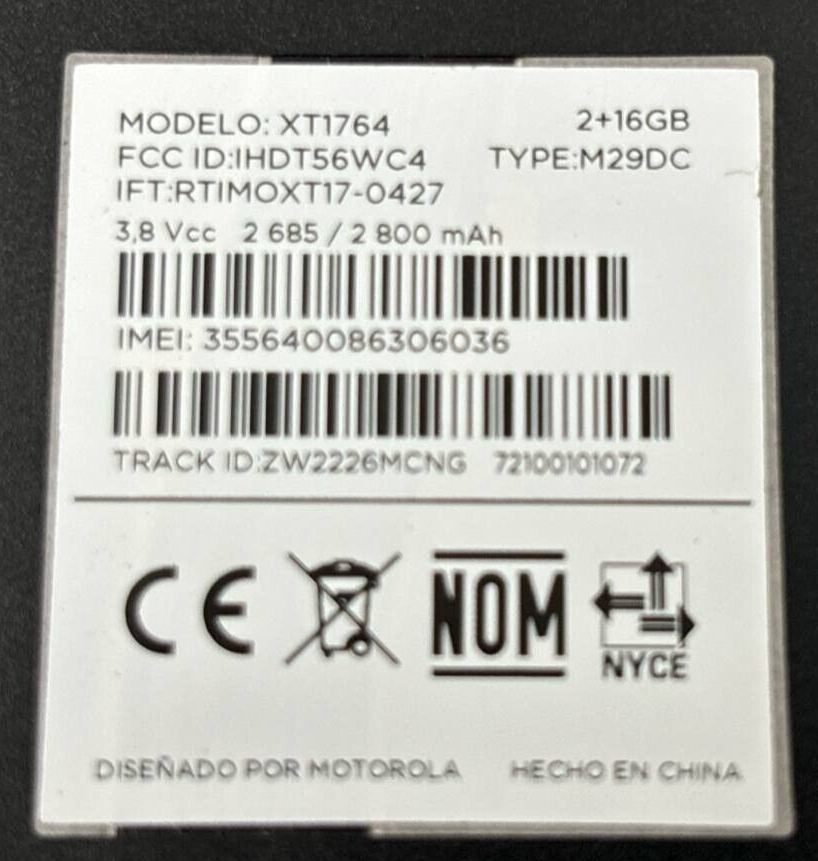 MODELO: XT1764 2+16GB
FCC ID:IHDT56WC4 TYPE:M29DC
IFT:RTIMOXT17-0427
3,8 Vcc 2 685 / 2 800 mAh
IMEI: 355640086306036
TRACK ID:ZW2226MCNG 72100101072
CE NOM
NYCE
DISEÑADO POR MOTOROLA HECHO EN CHINA